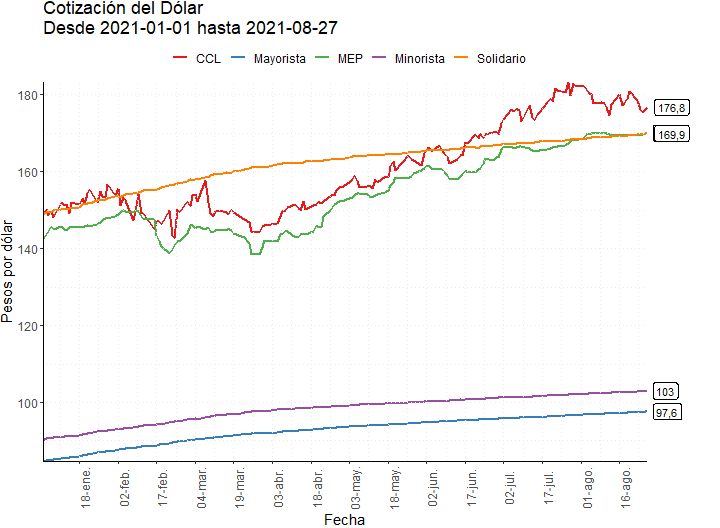 Cotización del Dólar
Desde 2021-01-01 hasta 2021-08-27
CCL Mayorista MEP Minorista Solidario
Pesos por dólar
180
160
140
120
100
176,8
169,9
103
97,6
18-ene.
02-feb.
17-feb.
04-mar.
19-mar.
03-abr.
18-abr.
03-may.
18-may.
02-jun.
17-jun.
02-jul.
17-jul.
01-ago.
16-ago.
Fecha